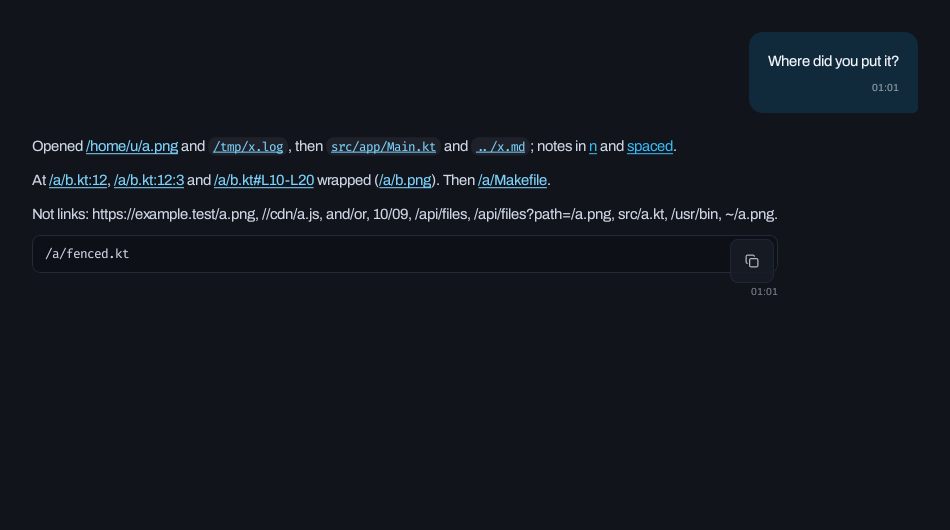 Where did you put it?
01:01
Opened /home/u/a.png and /tmp/x.log, then src/app/Main.kt and ../x.md; notes in n and spaced.
At /a/b.kt:12, /a/b.kt:12:3 and /a/b.kt#L10-L20 wrapped (/a/b.png). Then /a/Makefile.
Not links: https://example.test/a.png, //cdn/a.js, and/or, 10/09, /api/files, /api/files?path=/a.png, src/a.kt, /usr/bin, ~/a.png.
/a/fenced.kt
01:01